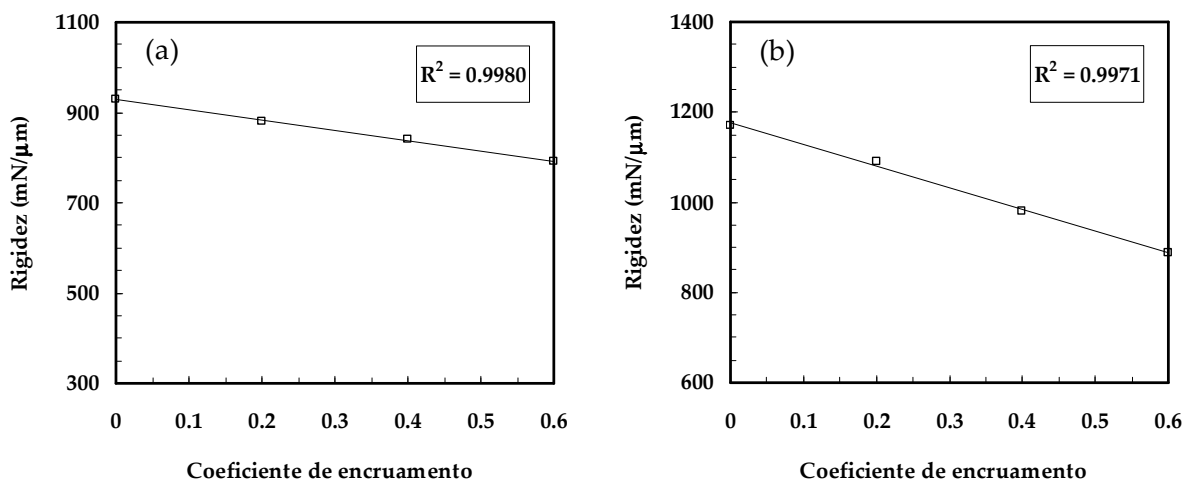 (a)
R² = 0.9980
Rigidez (mN/μm)
1100
900
700
500
300
0 0.1 0.2 0.3 0.4 0.5 0.6
Coeficiente de encruamento
(b)
R² = 0.9971
Rigidez (mN/μm)
1400
1200
1000
800
600
0 0.1 0.2 0.3 0.4 0.5 0.6
Coeficiente de encruamento